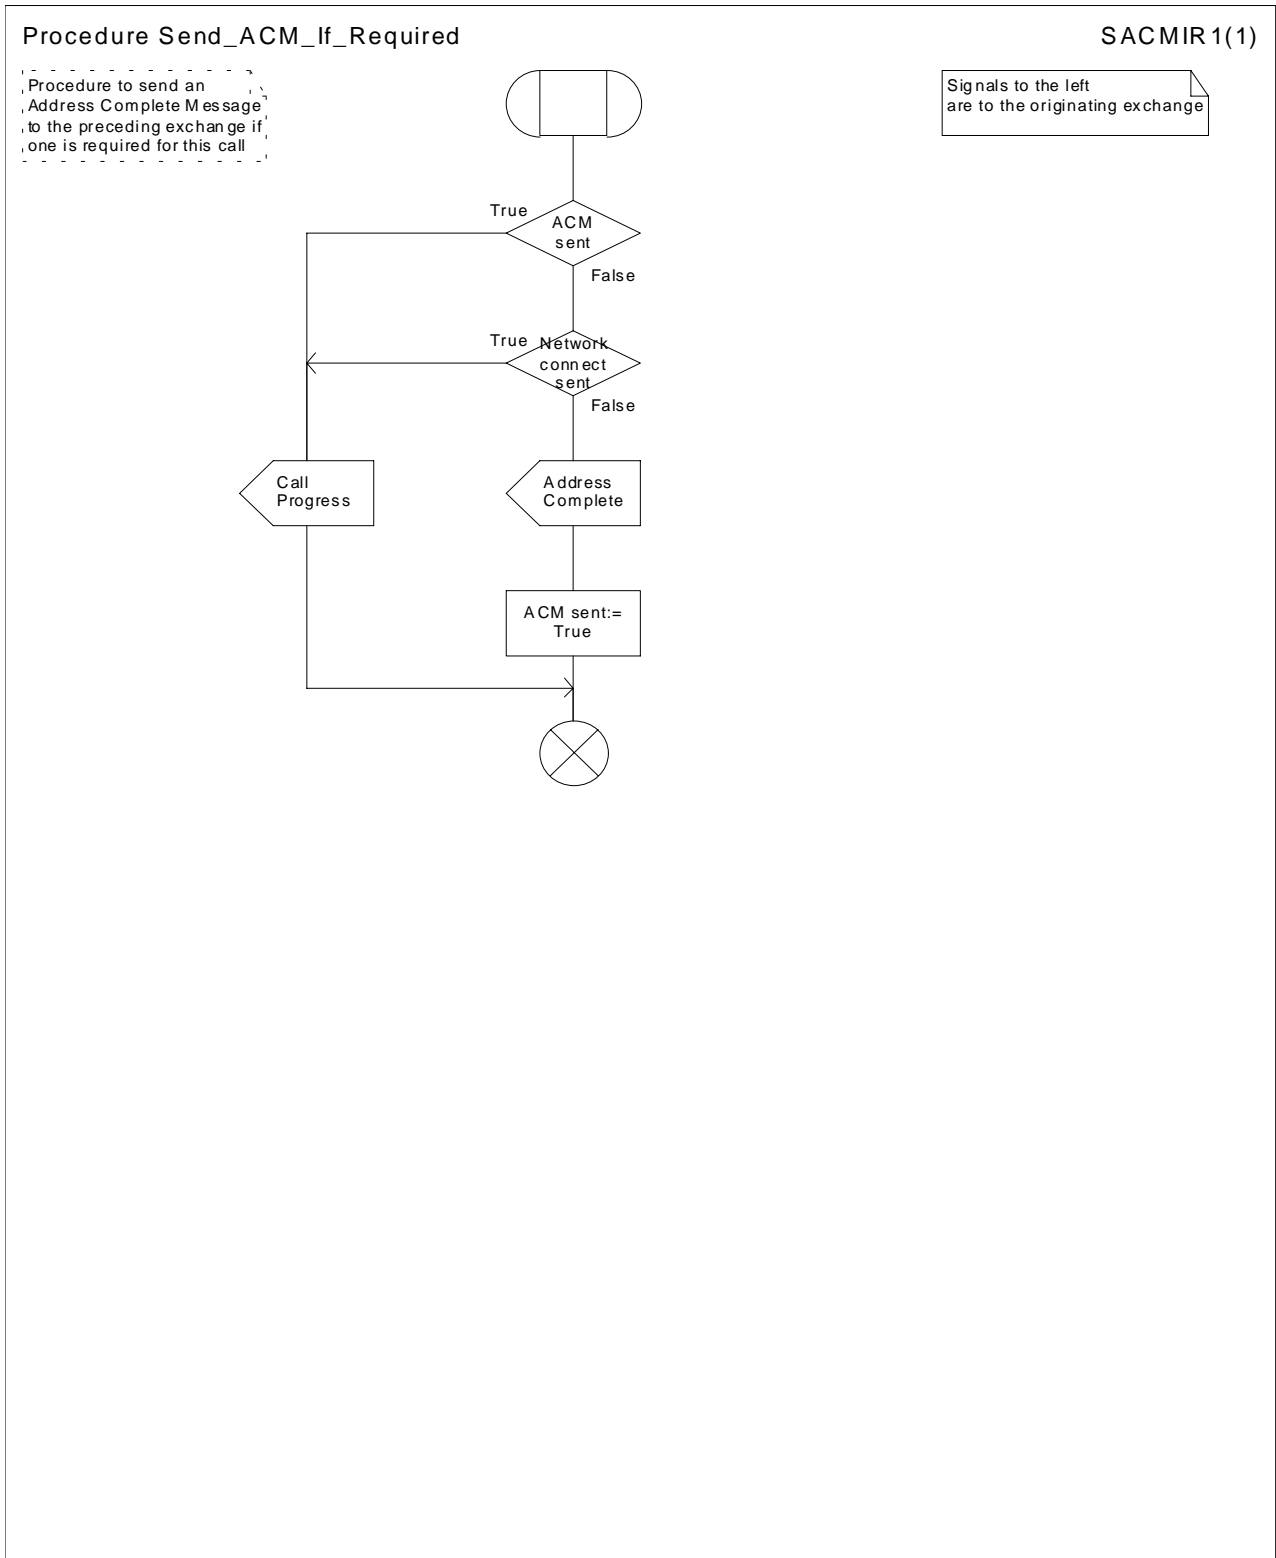 Procedure Send_ACM_If_Required
SACMIR1(1)
Procedure to send an
Address Complete Message
to the preceding exchange if
one is required for this call
Signals to the left
are to the originating exchange
True
ACM
sent
False
True
Network
connect
sent
False
Call
Progress
Address
Complete
ACM sent:=
True